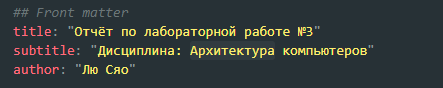 ## Front matter
title: "Отчёт по лабораторной работе №3"
subtitle: "Дисциплина: Архитектура компьютеров"
author: "Лю Сяо"